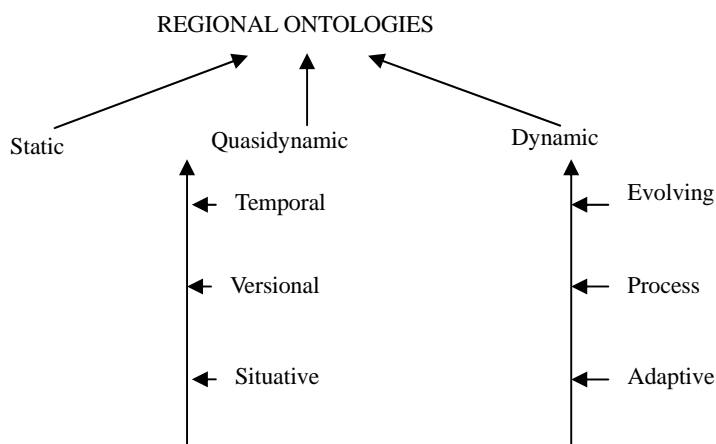 REGIONAL ONTOLOGIES
Static
Quasidynamic
Dynamic
Temporal
Evolving
Versional
Process
Situative
Adaptive